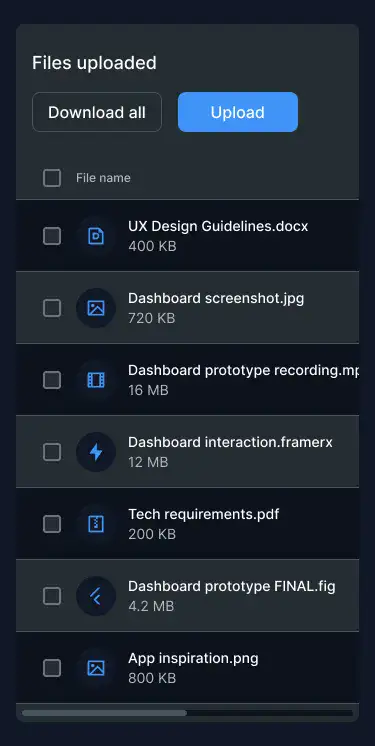 Files uploaded
Download all
Upload
File name
UX Design Guidelines.docx
400 KB
Dashboard screenshot.jpg
720 KB
Dashboard prototype recording.mp
16 MB
Dashboard interaction.framerx
12 MB
Tech requirements.pdf
200 KB
Dashboard prototype FINAL.fig
4.2 MB
App inspiration.png
800 KB